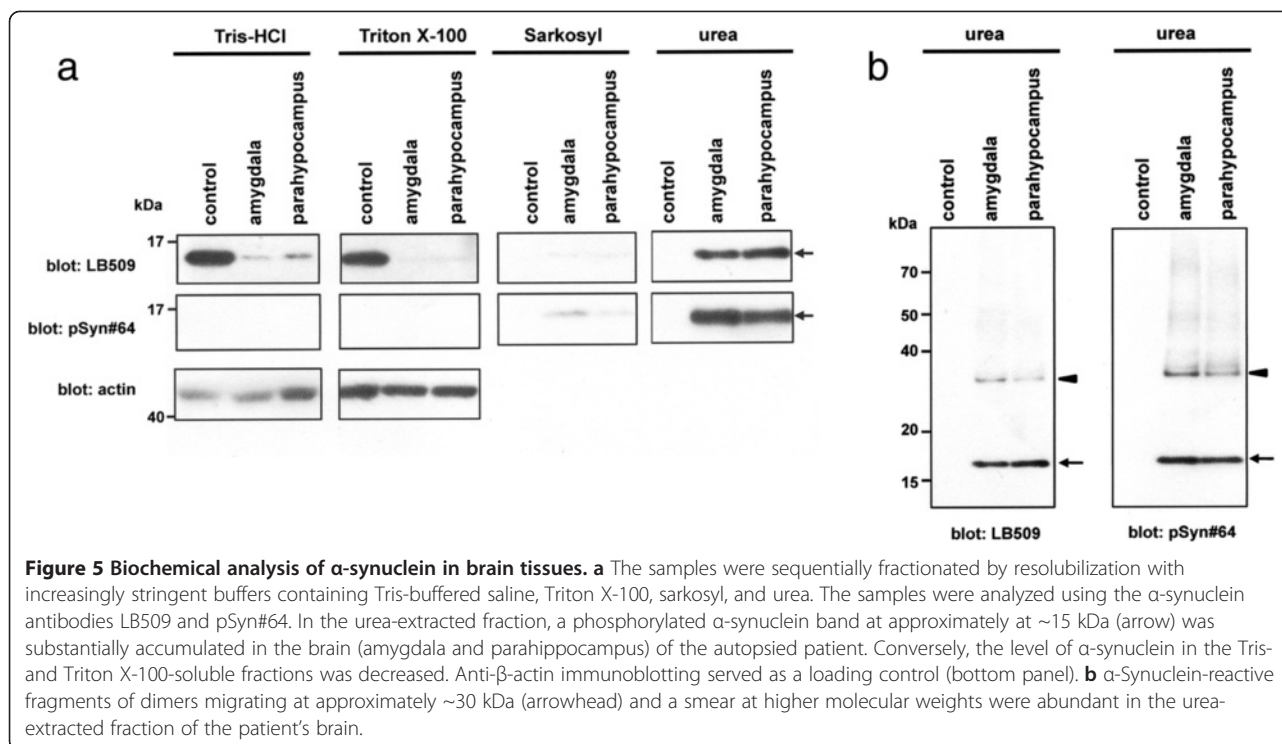 Tris-HCl Triton X-100 Sarkosyl urea
a
control amygdala parahypocampus control amygdala parahypocampus control amygdala parahypocampus control amygdala parahypocampus
kDa
17
blot: LB509
17
blot: pSyn#64
blot: actin
40
b
urea urea
control amygdala parahypocampus control amygdala parahypocampus
kDa
70
50
40
20
15
blot: LB509 blot: pSyn#64
Figure 5 Biochemical analysis of α-synuclein in brain tissues. a The samples were sequentially fractionated by resolubilization with
increasingly stringent buffers containing Tris-buffered saline, Triton X-100, sarkosyl, and urea. The samples were analyzed using the α-synuclein
antibodies LB509 and pSyn#64. In the urea-extracted fraction, a phosphorylated α-synuclein band at approximately at ~15 kDa (arrow) was
substantially accumulated in the brain (amygdala and parahippocampus) of the autopsied patient. Conversely, the level of α-synuclein in the Tris-
and Triton X-100-soluble fractions was decreased. Anti-β-actin immunoblotting served as a loading control (bottom panel). b α-Synuclein-reactive
fragments of dimers migrating at approximately ~30 kDa (arrowhead) and a smear at higher molecular weights were abundant in the urea-
extracted fraction of the patient's brain.